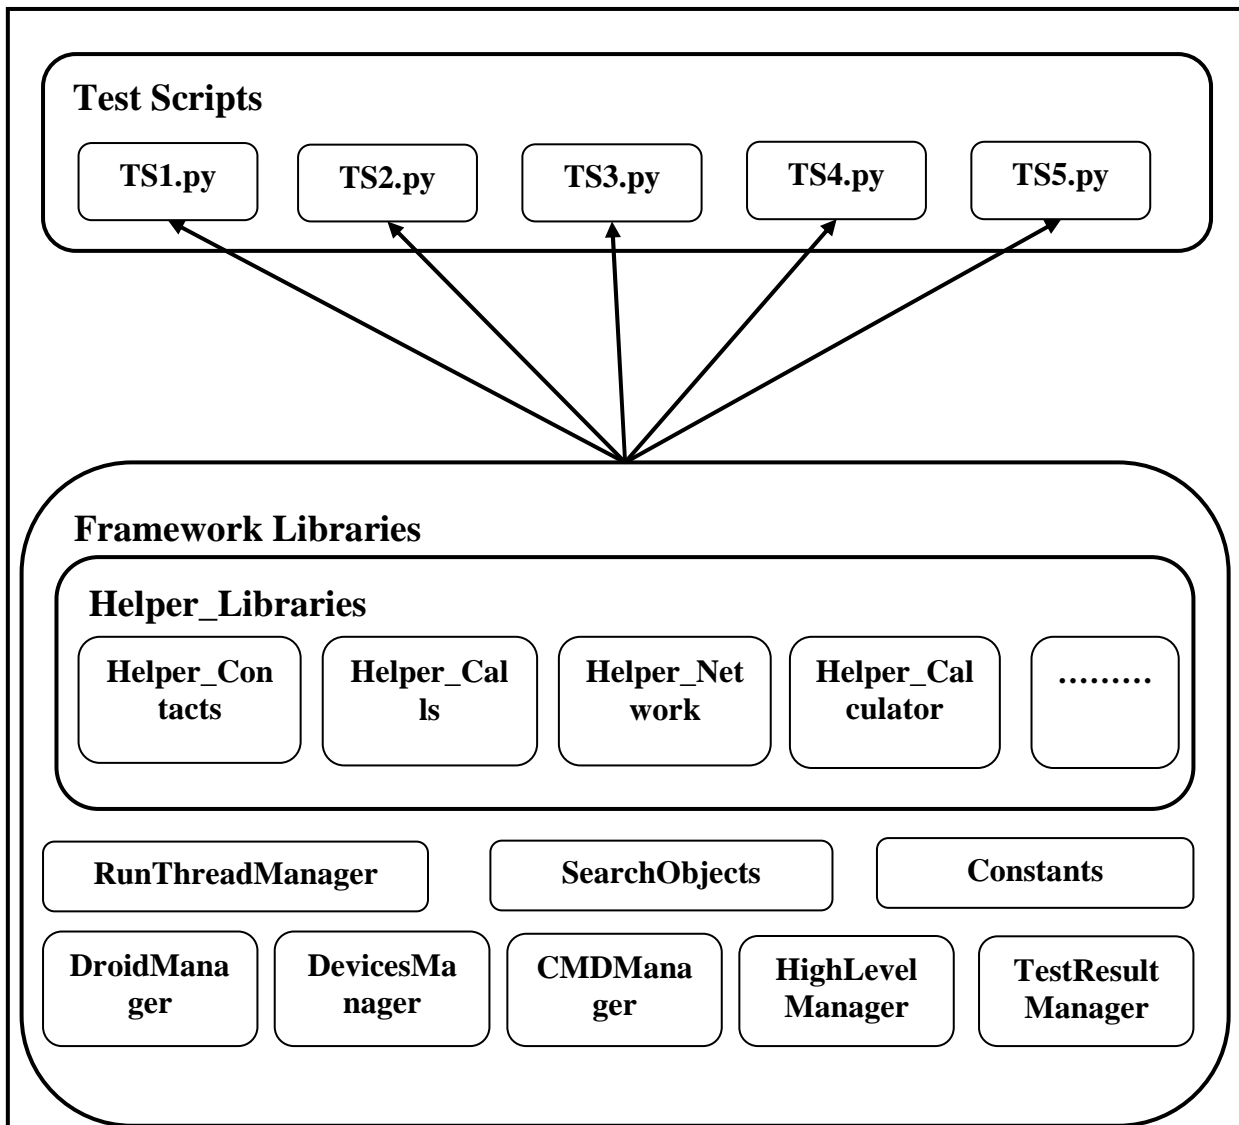 Test Scripts
TS1.py
TS2.py
TS3.py
TS4.py
TS5.py
Framework Libraries
Helper_Libraries
Helper_Con
tacts
Helper_Cal
ls
Helper_Net
work
Helper_Cal
culator
.........
RunThreadManager
SearchObjects
Constants
DroidMana
ger
DevicesMa
nager
CMDMana
ger
HighLevel
Manager
TestResult
Manager